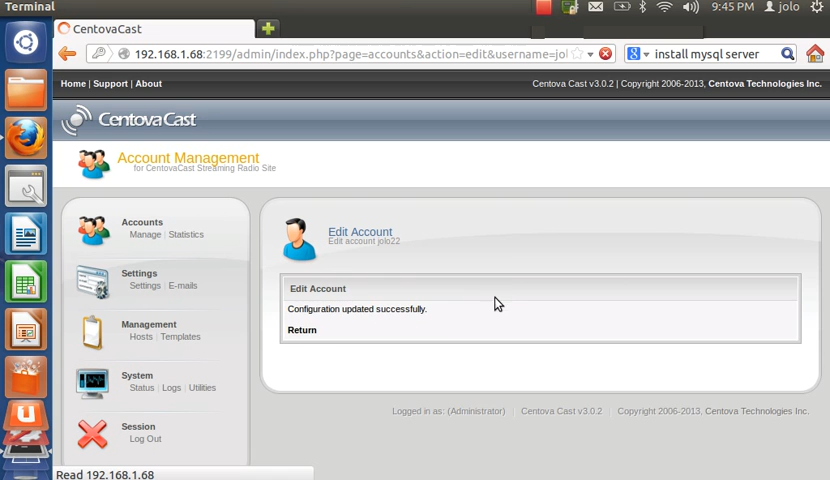 Terminal
9:45 PM
jolo
CentovaCast
192.168.1.68:2199/admin/index.php?page=accounts&action=edit&username=jol
install mysql server
Home | Support | About
Centova Cast v3.0.2 | Copyright 2006-2013, Centova Technologies Inc.
CentovaCast
Account Management
for CentovaCast Streaming Radio Site
Accounts
Manage | Statistics
Settings
Settings | E-mails
Management
Hosts | Templates
System
Status | Logs | Utilities
Session
Log Out
Edit Account
Edit account jolo22
Edit Account
Configuration updated successfully.
Return
Logged in as: (Administrator) | Centova Cast v3.0.2 | Copyright 2006-2013, Centova Technologies Inc.
Read 192.168.1.68